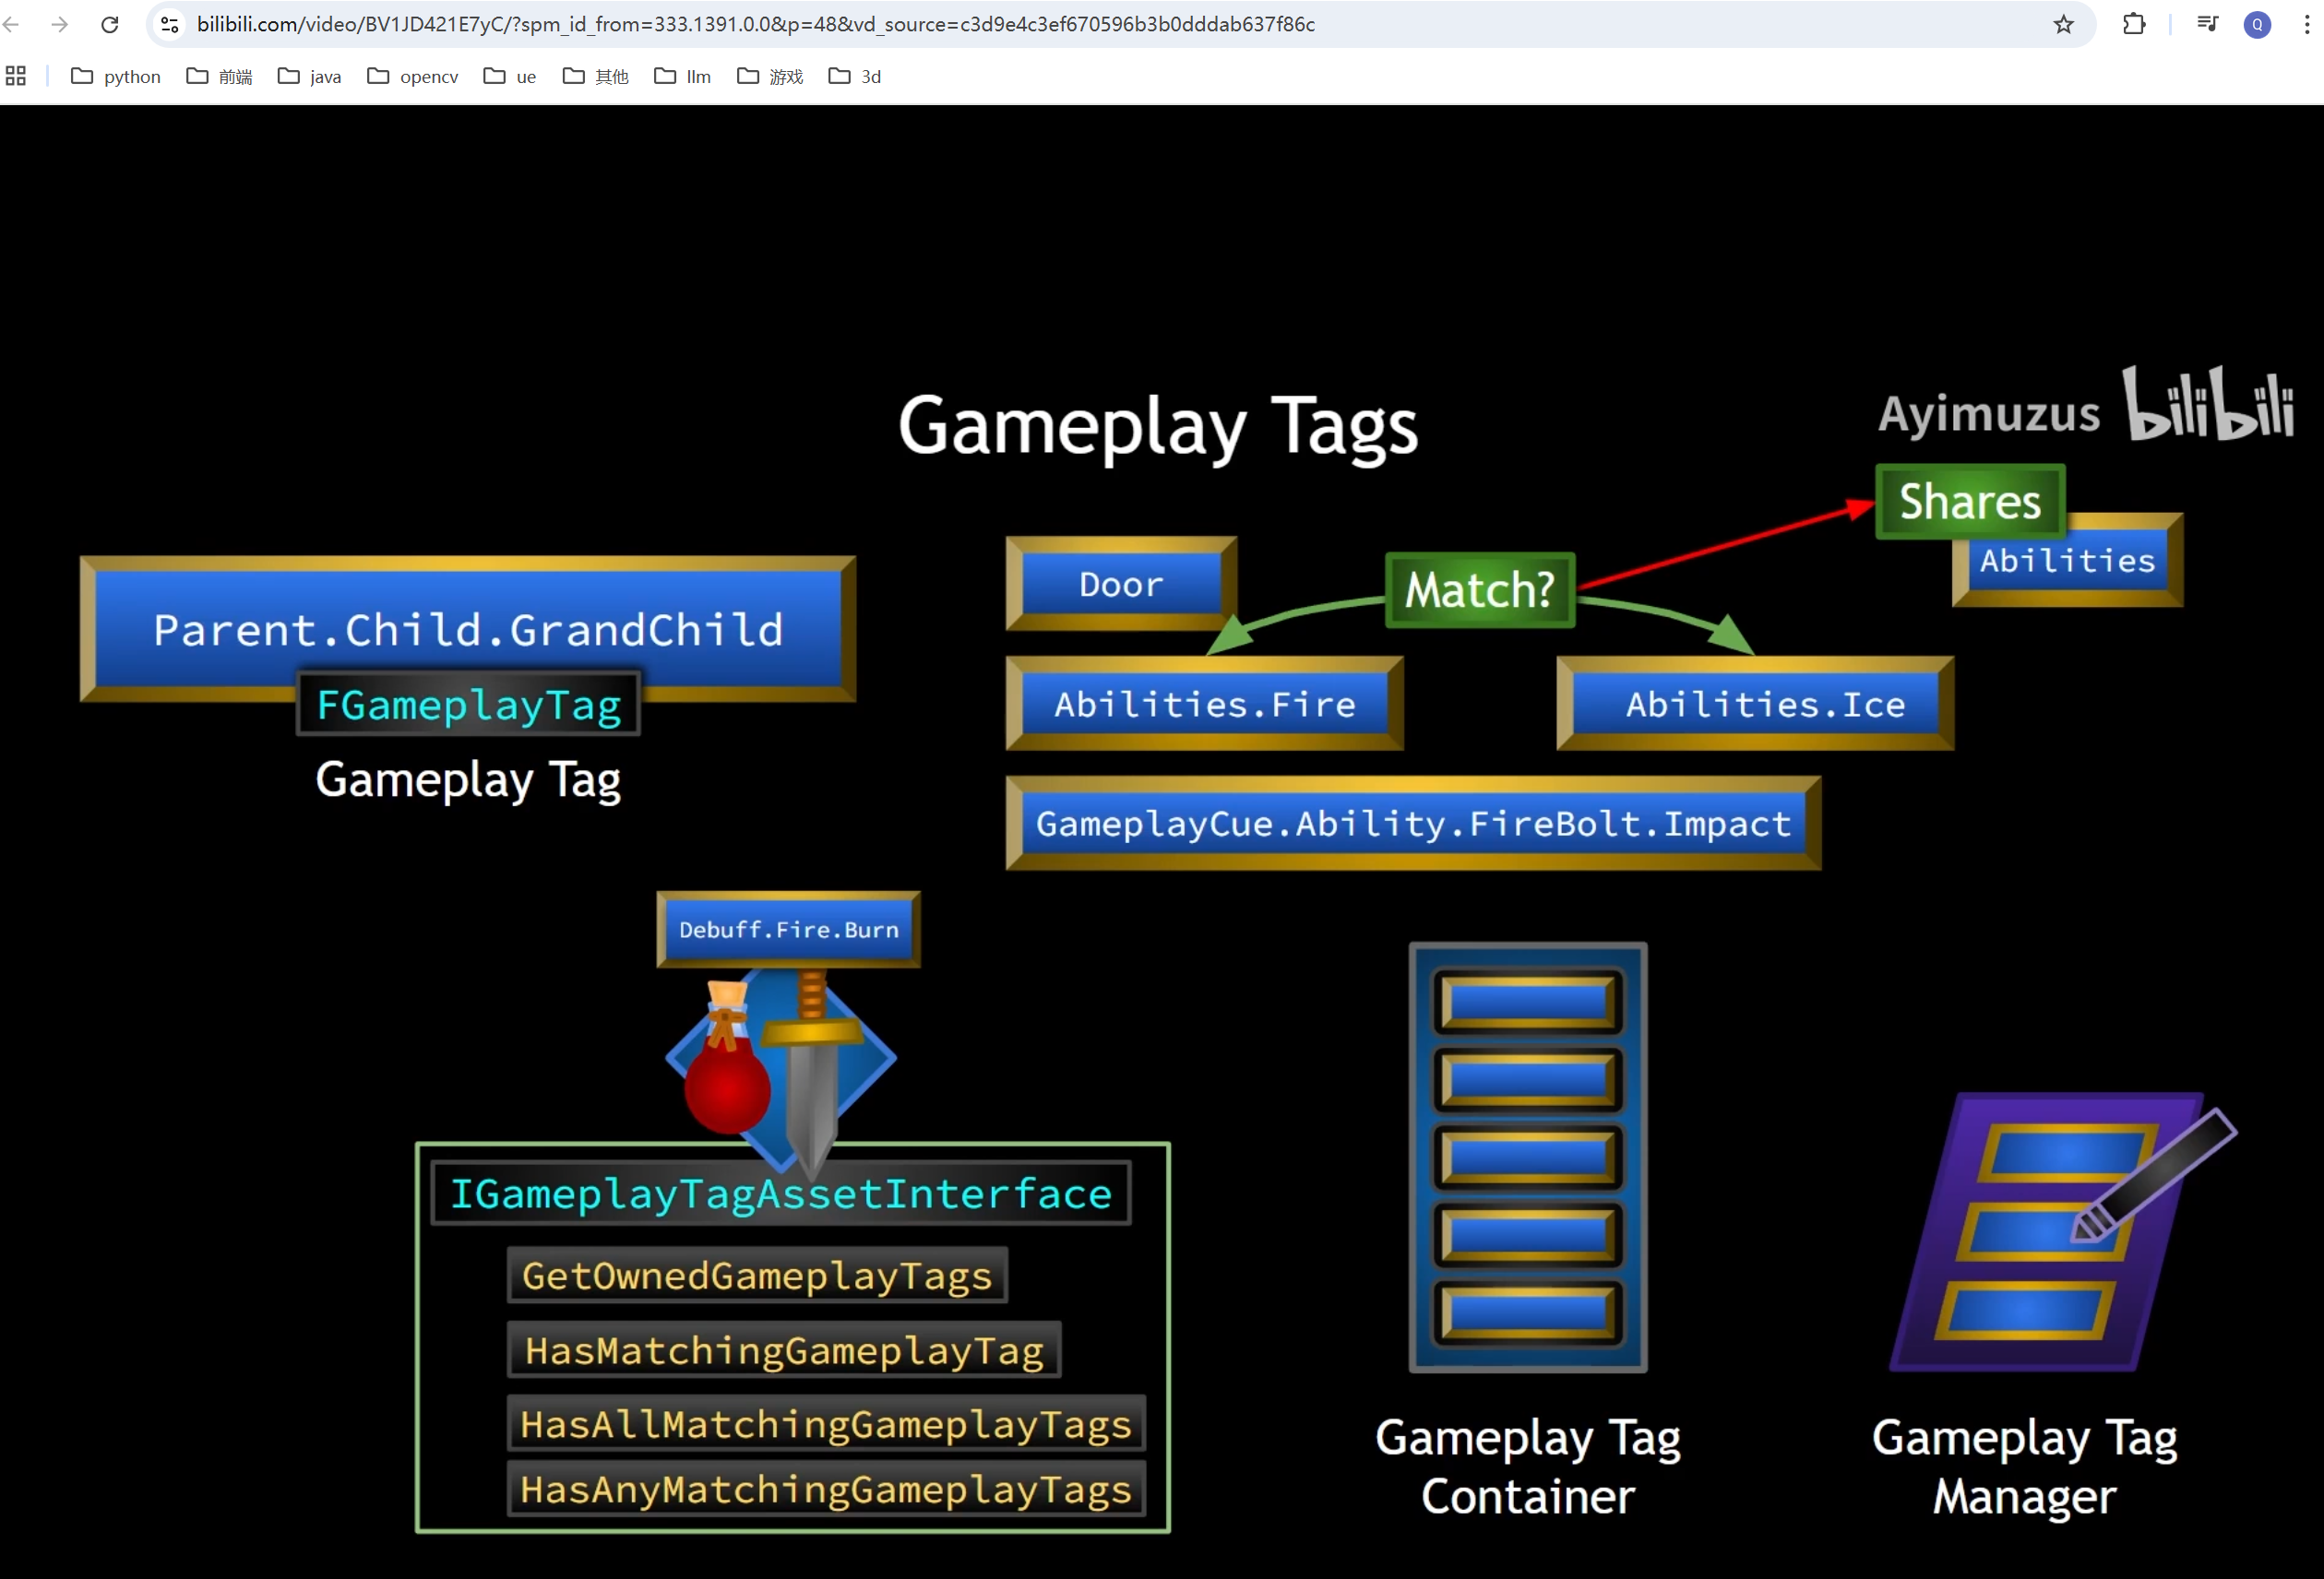 bilibili.com/video/BV1JD421E7yC/?spm_id_from=333.1391.0.0&p=48&vd_source=c3d9e4c3ef670596b3b0dddab637f86c
Q
python
前端
java
opencv
ue
其他
llm
游戏
3d
Gameplay Tags
Ayimuzus bilibili
Shares
Abilities
Door
Match?
Parent.Child.GrandChild
FGameplayTag
Gameplay Tag
Abilities.Fire
Abilities.Ice
GameplayCue.Ability.FireBolt.Impact
Debuff.Fire.Burn
IGameplayTagAssetInterface
GetOwnedGameplayTags
HasMatchingGameplayTag
HasAllMatchingGameplayTags
HasAnyMatchingGameplayTags
Gameplay Tag
Container
Gameplay Tag
Manager